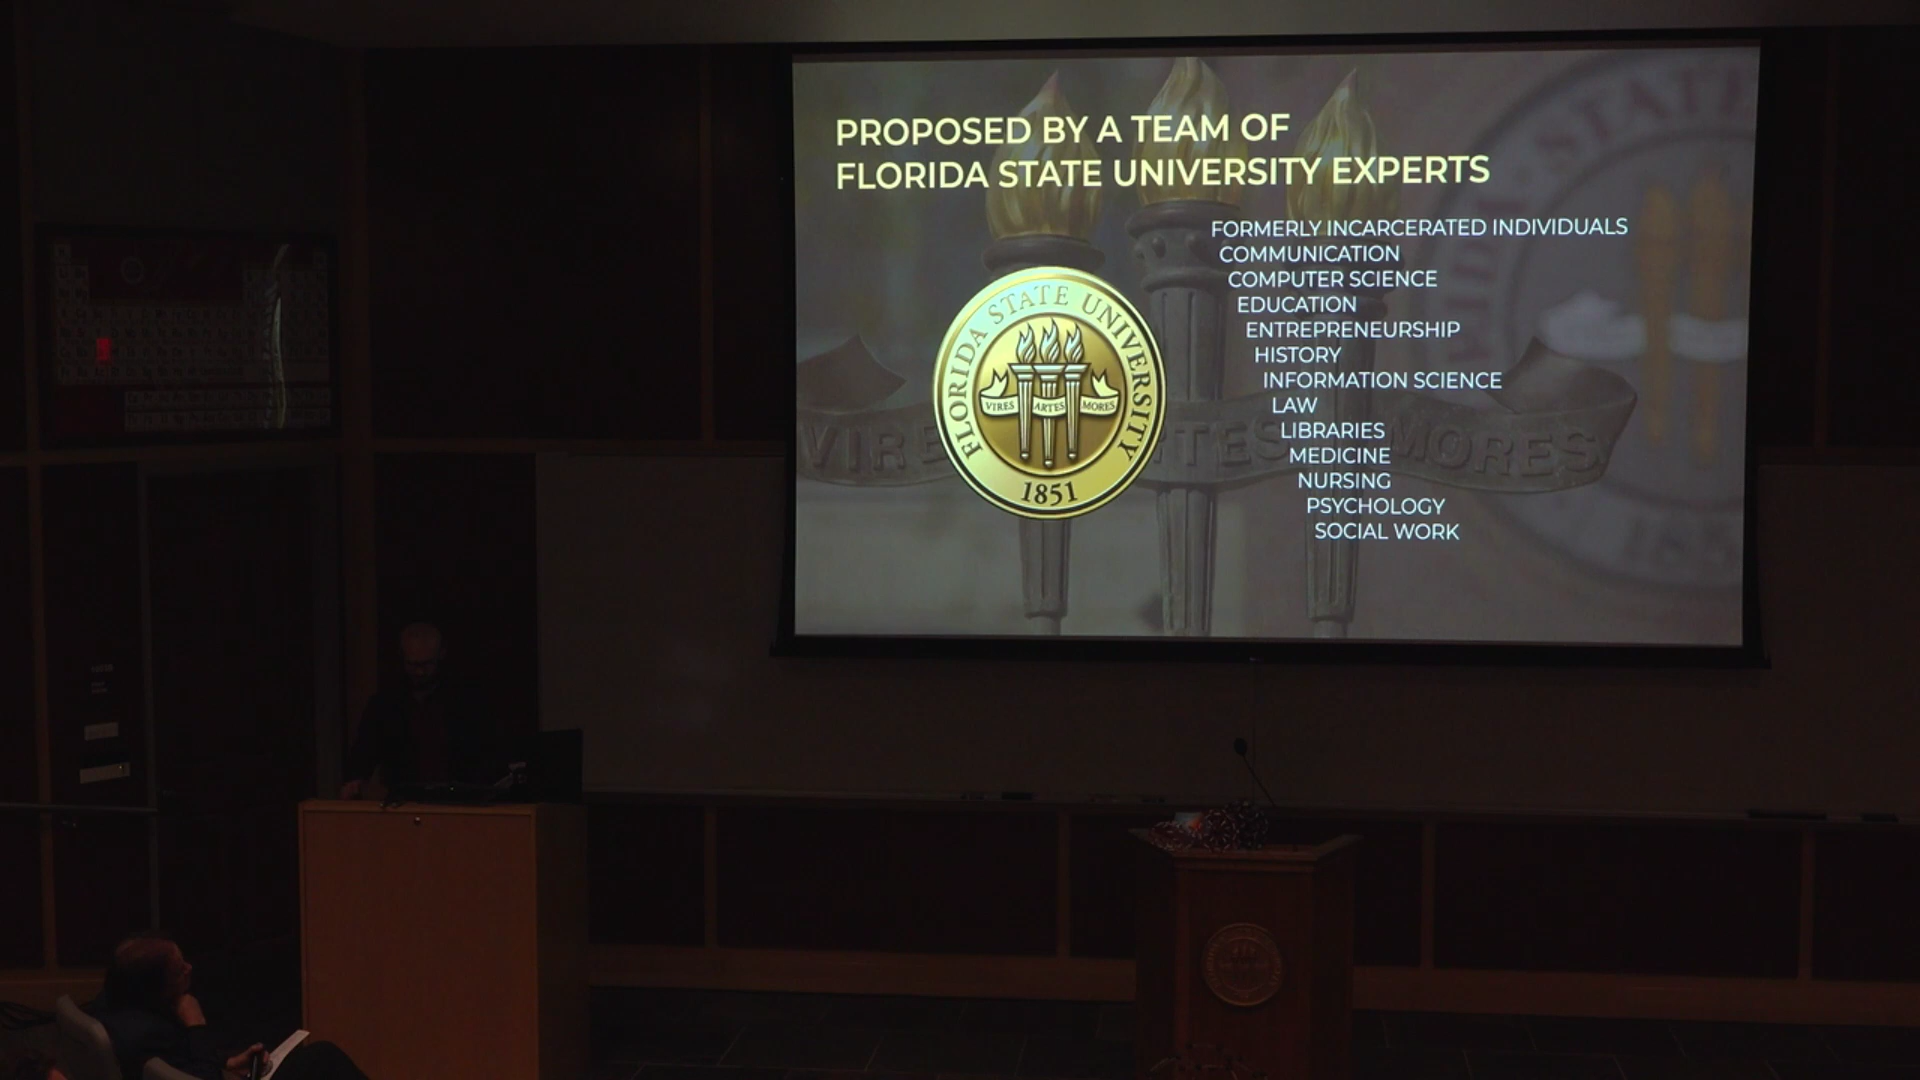 PROPOSED BY A TEAM OF
FLORIDA STATE UNIVERSITY EXPERTS
FORMERLY INCARCERATED INDIVIDUALS
COMMUNICATION
COMPUTER SCIENCE
EDUCATION
ENTREPRENEURSHIP
HISTORY
INFORMATION SCIENCE
LAW
LIBRARIES
MEDICINE
NURSING
PSYCHOLOGY
SOCIAL WORK
FLORIDA STATE UNIVERSITY
VIRES ARTES MORES
1851
MORES